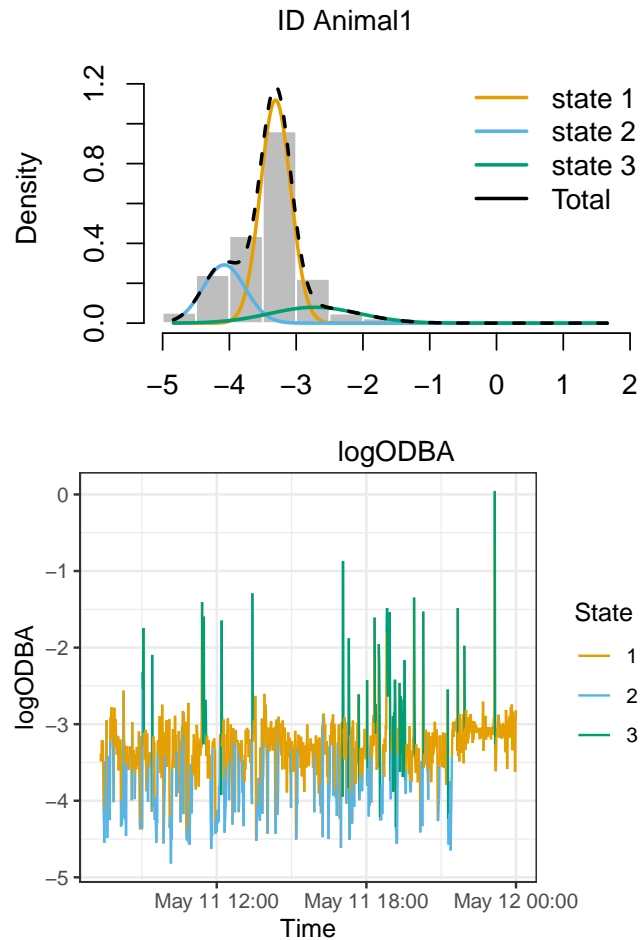 ID Animal1
Density
0.0 0.4 0.8 1.2
state 1
state 2
state 3
Total
−5 −4 −3 −2 −1 0 1 2
logODBA
logODBA
0
−1
−2
−3
−4
−5
May 11 12:00 May 11 18:00 May 12 00:00
Time
State
1
2
3